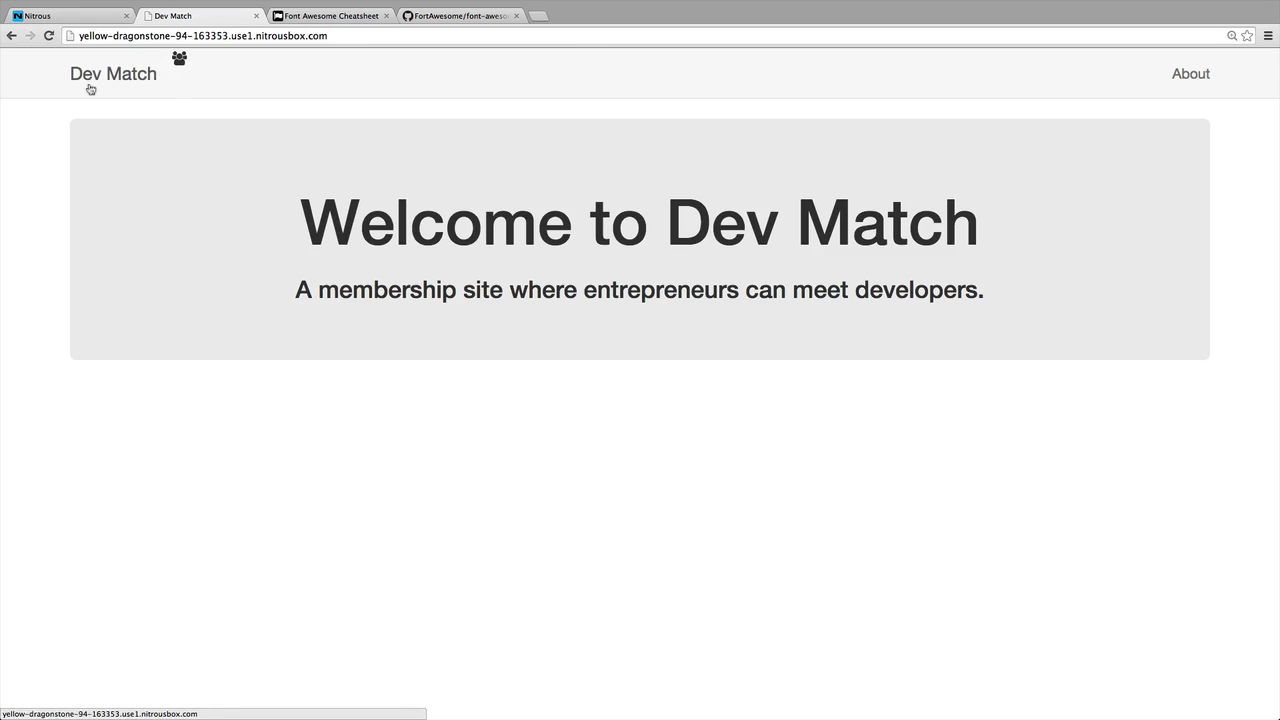 Nitrous
Dev Match
Font Awesome Cheatsheet
FortAwesome/font-aweso
yellow-dragonstone-94-163353.use1.nitrousbox.com
Dev Match
About
Welcome to Dev Match
A membership site where entrepreneurs can meet developers.
yellow-dragonstone-94-163353.use1.nitrousbox.com